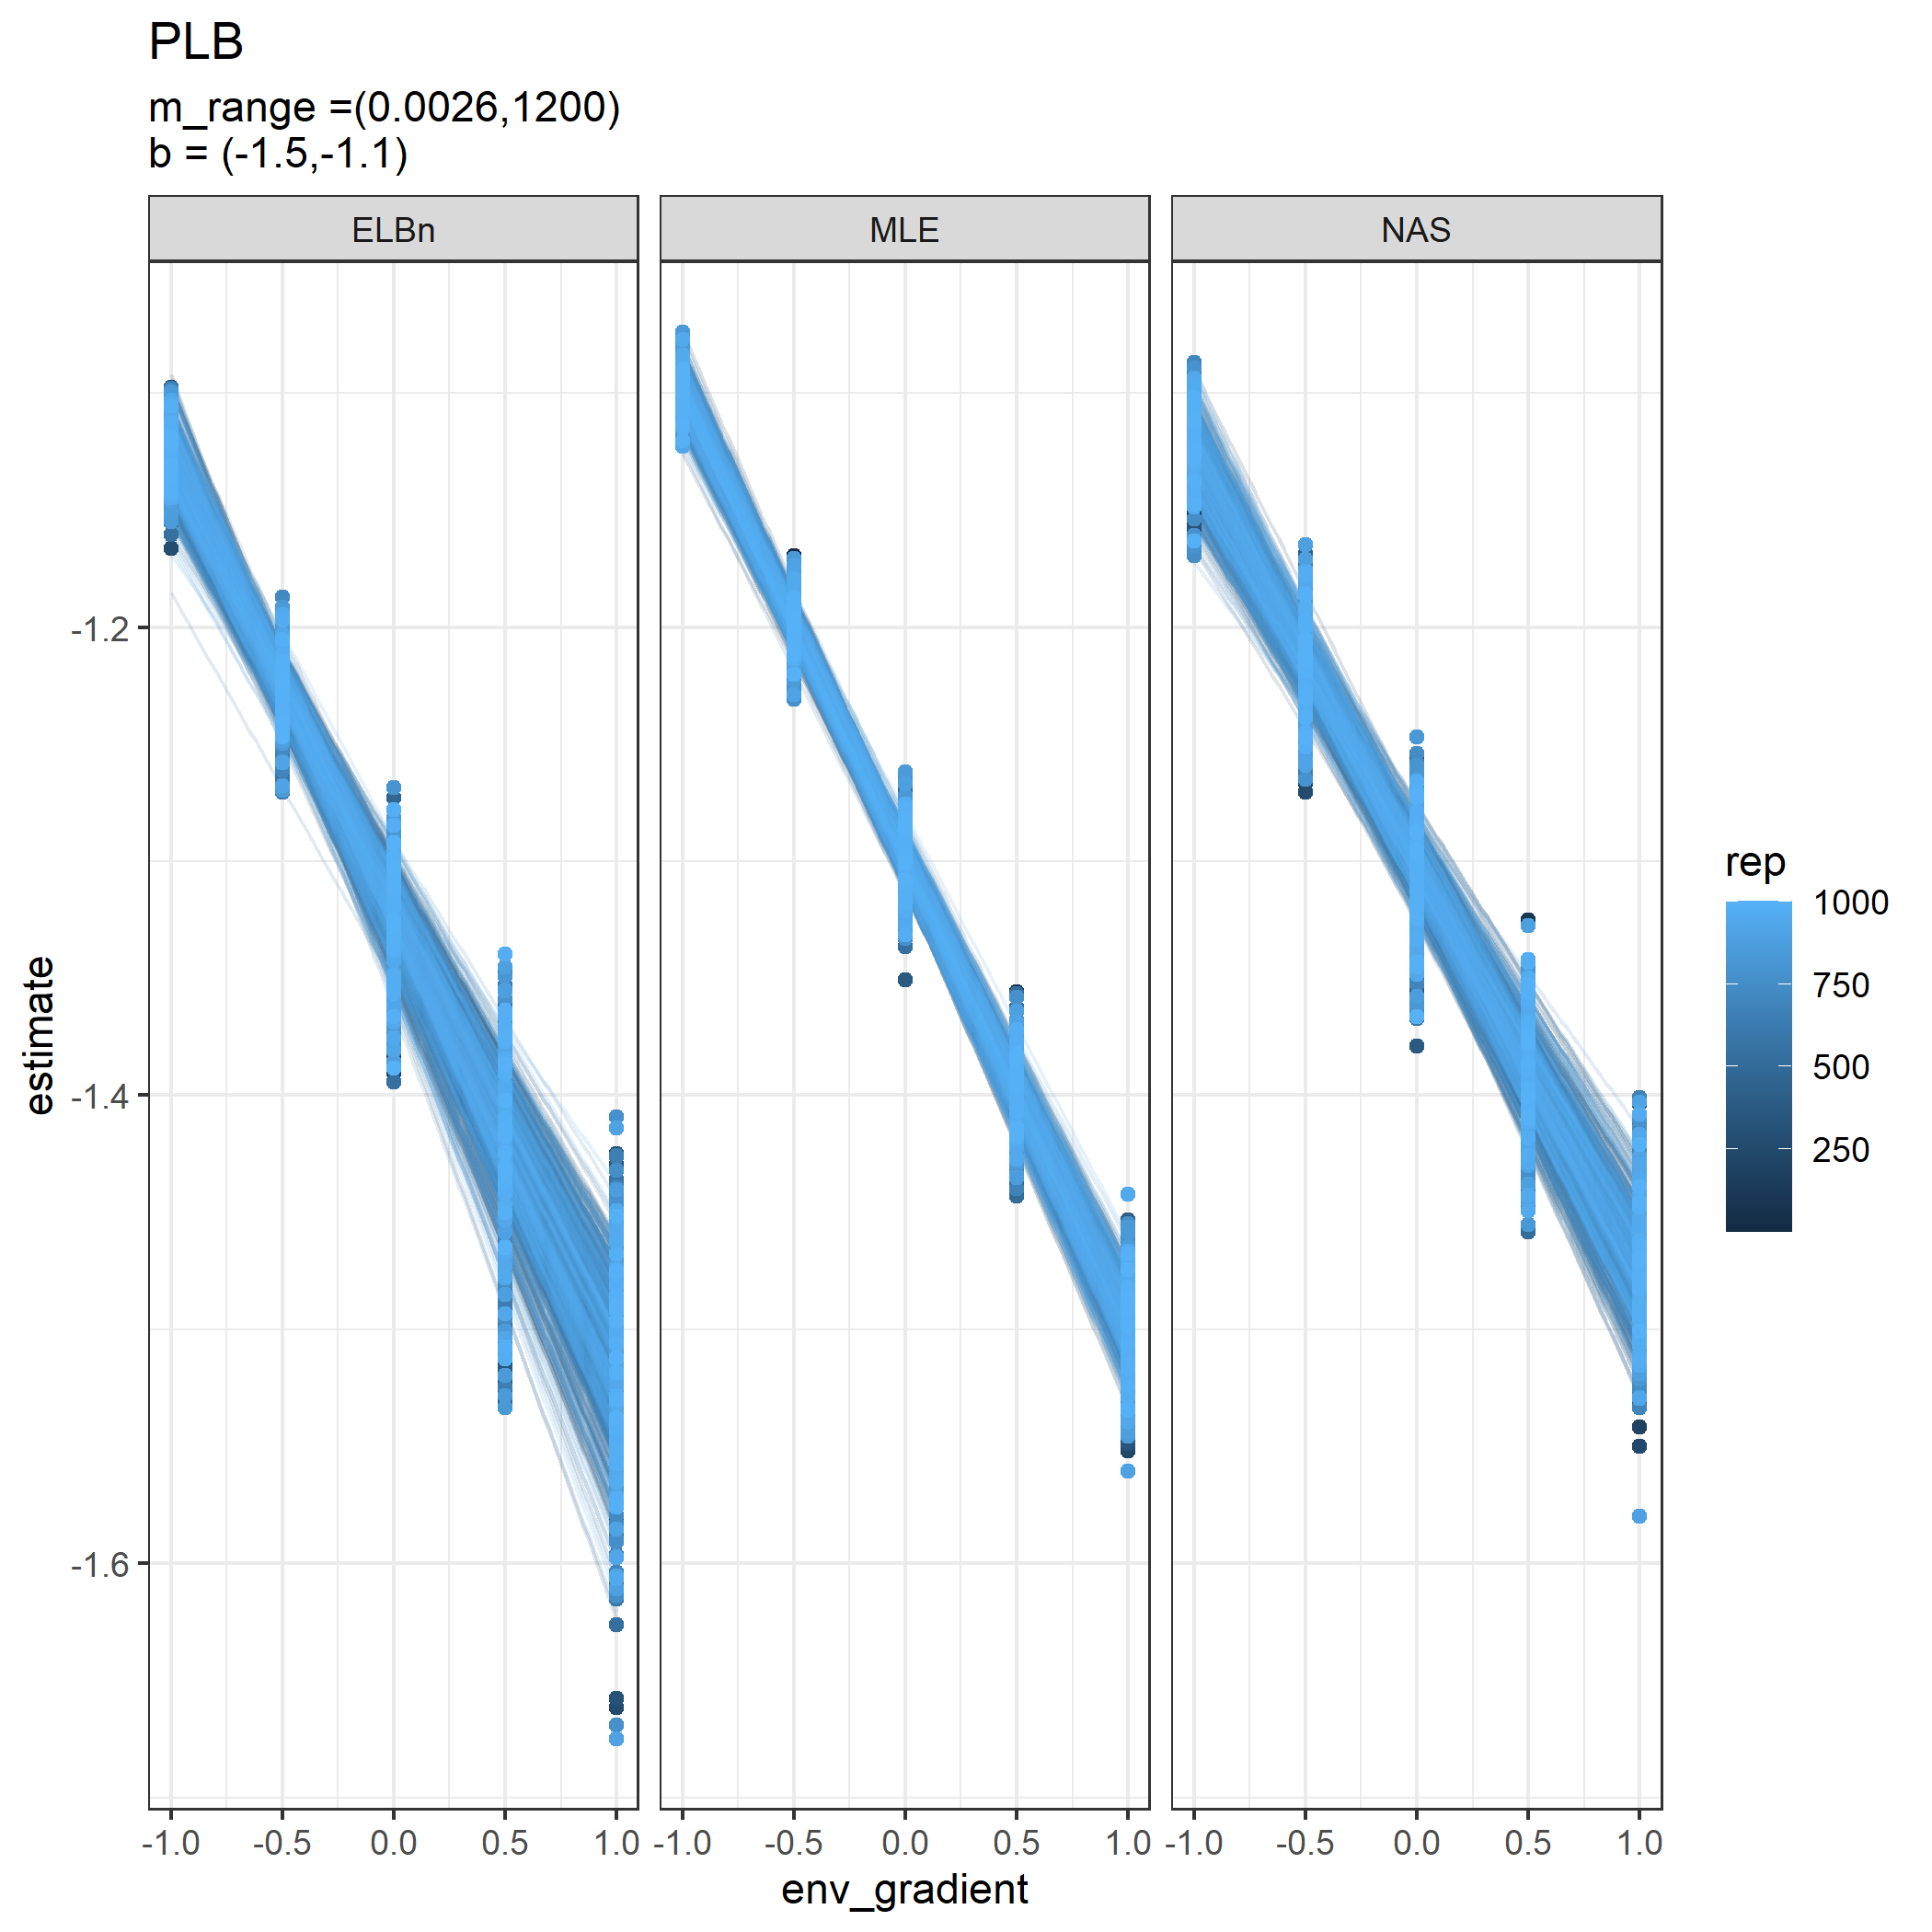 PLB
m_range =(0.0026,1200)
b = (-1.5,-1.1)
ELBn MLE NAS
-1.2
-1.4
-1.6
estimate
-1.0 -0.5 0.0 0.5 1.0 -1.0 -0.5 0.0 0.5 1.0 -1.0 -0.5 0.0 0.5 1.0
env_gradient
rep
1000
750
500
250